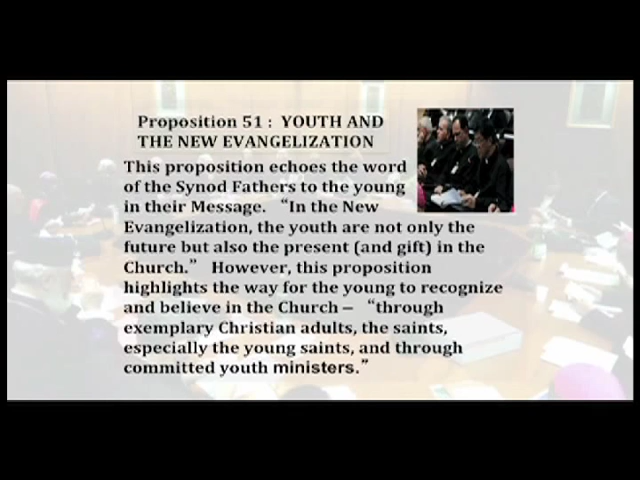 Proposition 51 :  YOUTH AND
THE NEW EVANGELIZATION
This proposition echoes the word
of the Synod Fathers to the young
in their Message.  “In the New
Evangelization, the youth are not only the
future but also the present (and gift) in the
Church.”  However, this proposition
highlights the way for the young to recognize
and believe in the Church – “through
exemplary Christian adults, the saints,
especially the young saints, and through
committed youth ministers.”